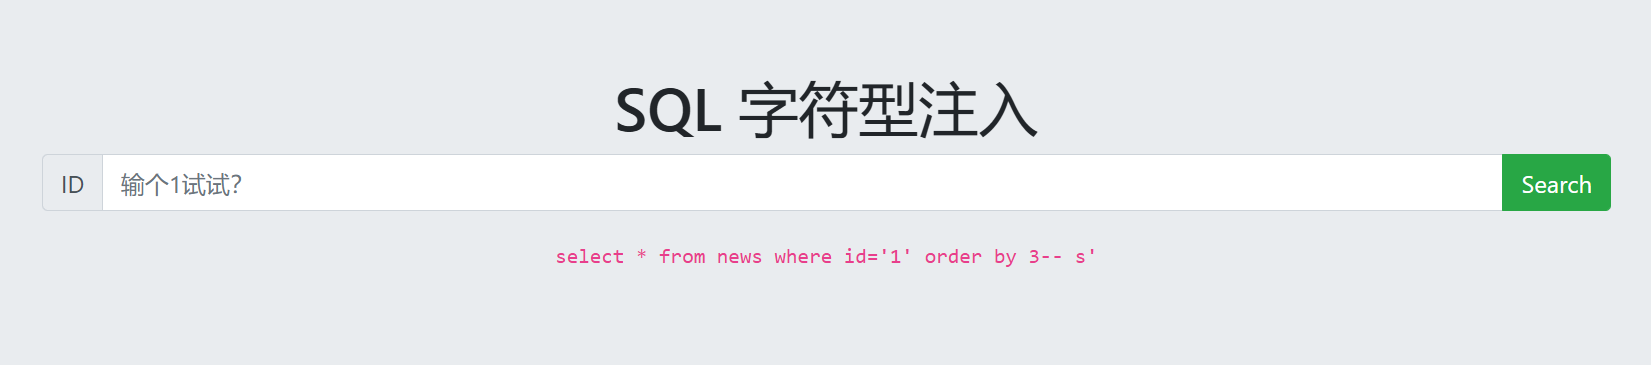 SQL 字符型注入
ID 输个1试试? Search
select * from news where id='1' order by 3-- s'